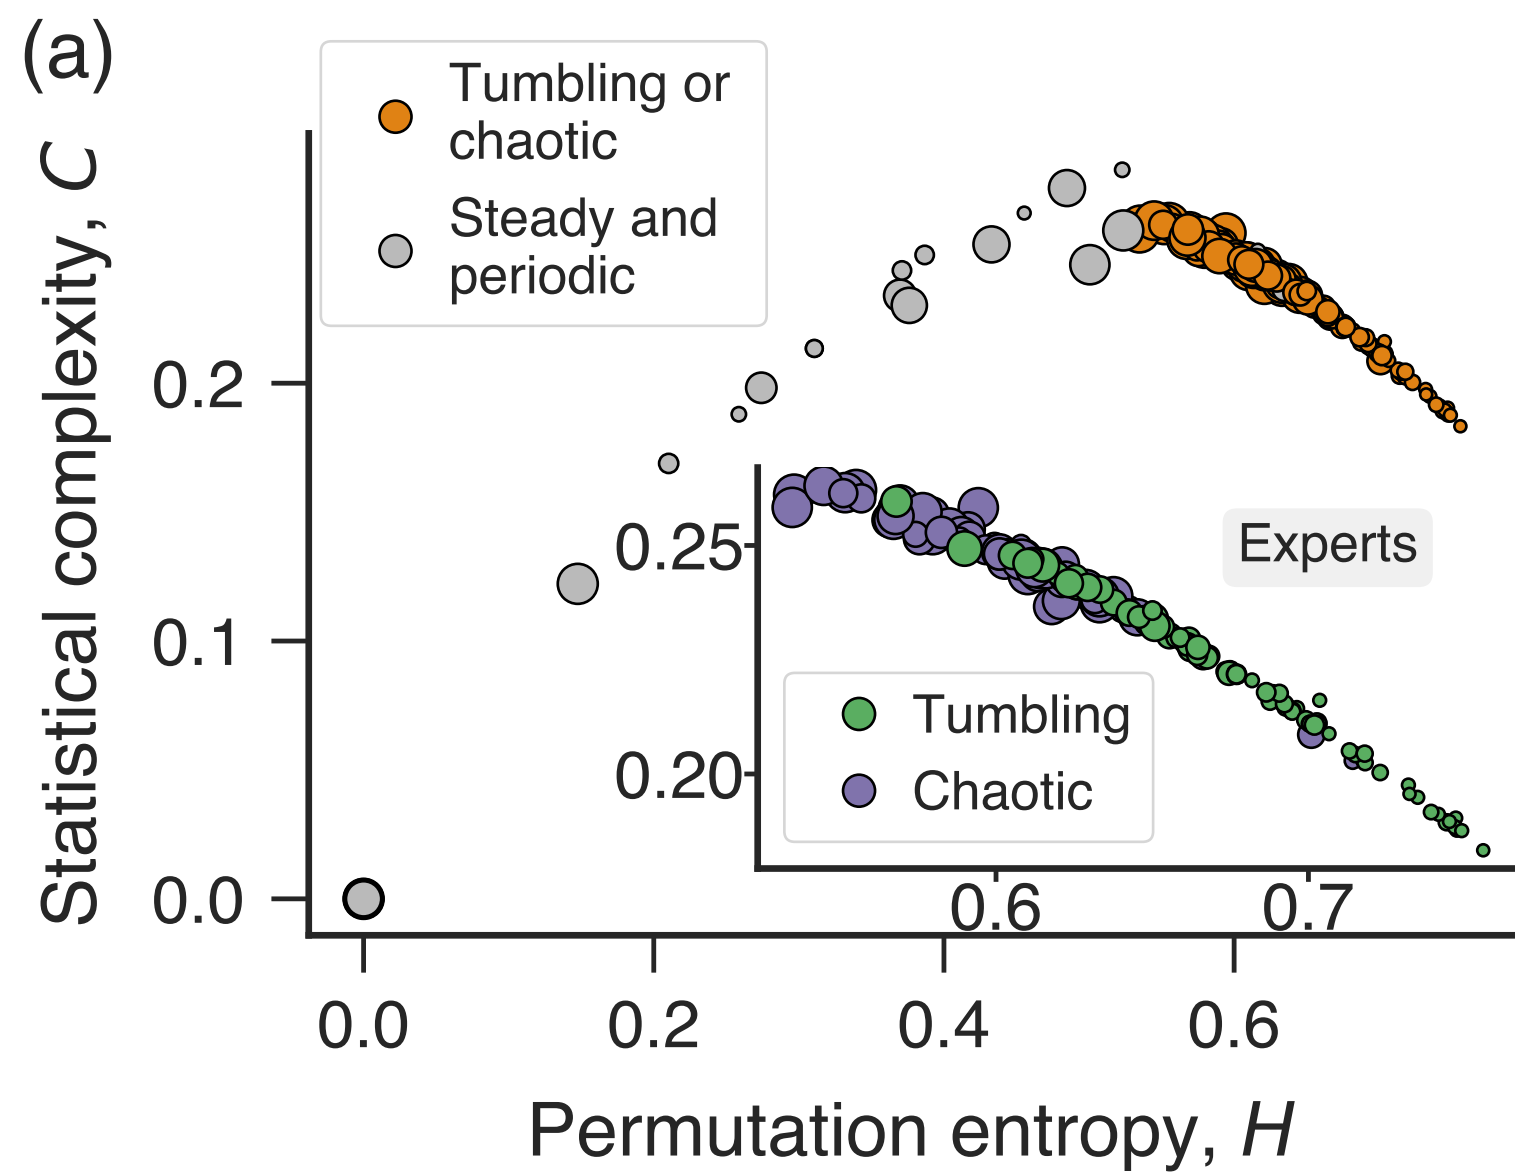 (a)
Tumbling or
chaotic
Steady and
periodic
Statistical complexity, C
0.2
0.1
0.0
0.25
0.20
Experts
Tumbling
Chaotic
0.6
0.7
0.0
0.2
0.4
0.6
Permutation entropy, H